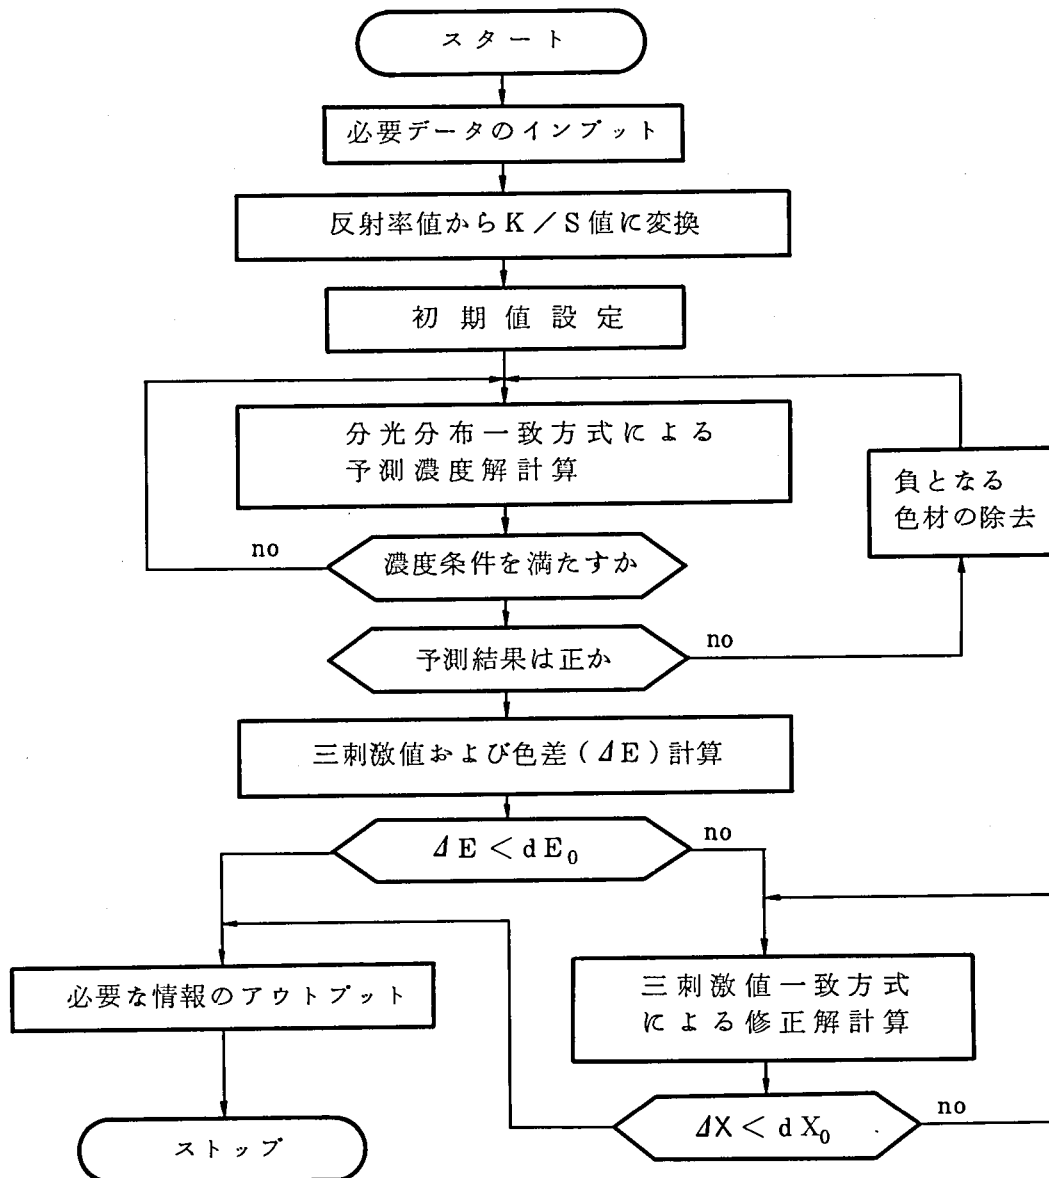 スタート
必要データのインプット
反射率値からK／S値に変換
初期値設定
分光分布一致方式による
予測濃度解計算
負となる
色材の除去
no
濃度条件を満たすか
予測結果は正か
no
三刺激値および色差(ΔE)計算
ΔE＜dE₀
no
必要な情報のアウトプット
三刺激値一致方式
による修正解計算
ΔX＜dX₀
no
ストップ